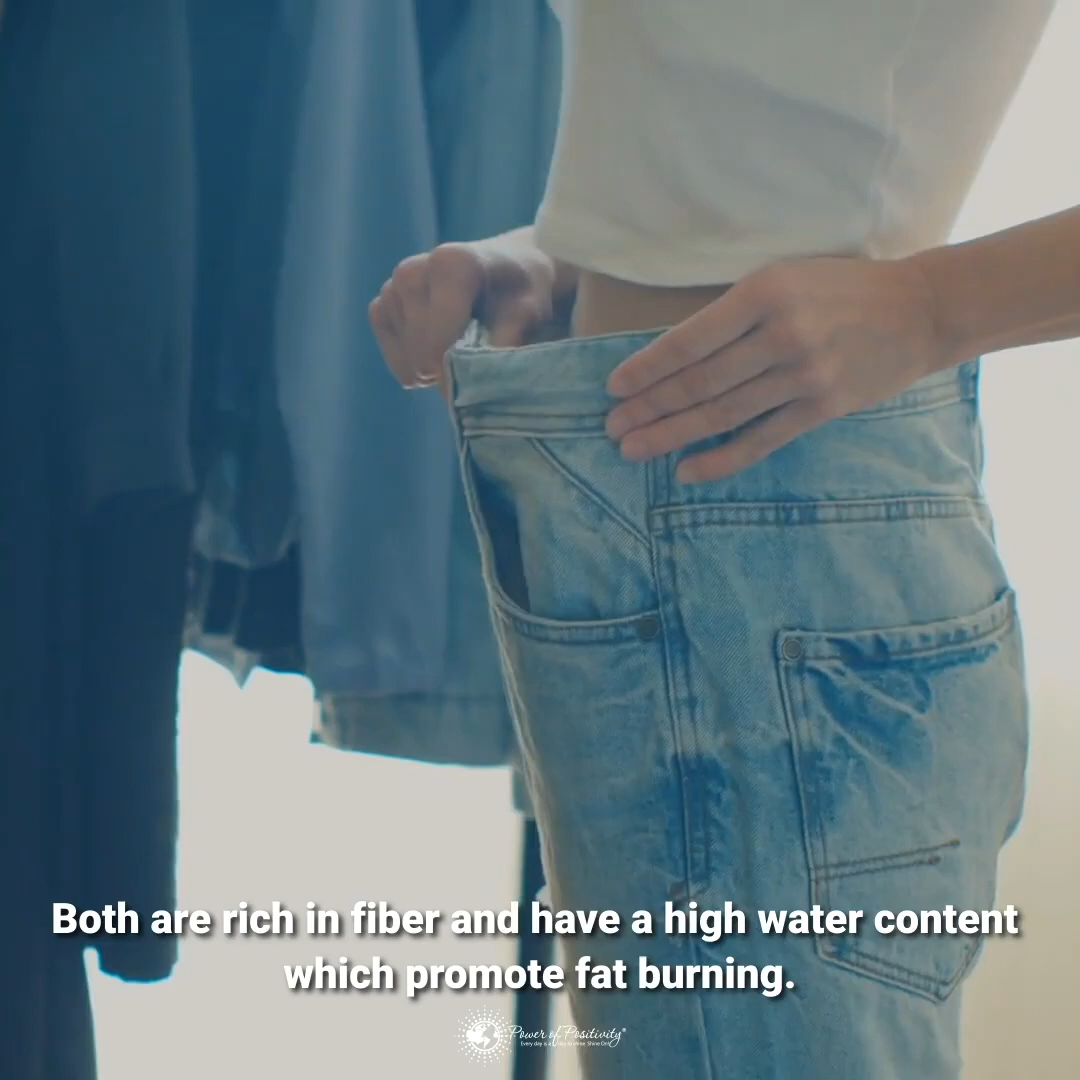 Both are rich in fiber and have a high water content
which promote fat burning.
Power of Positivity®